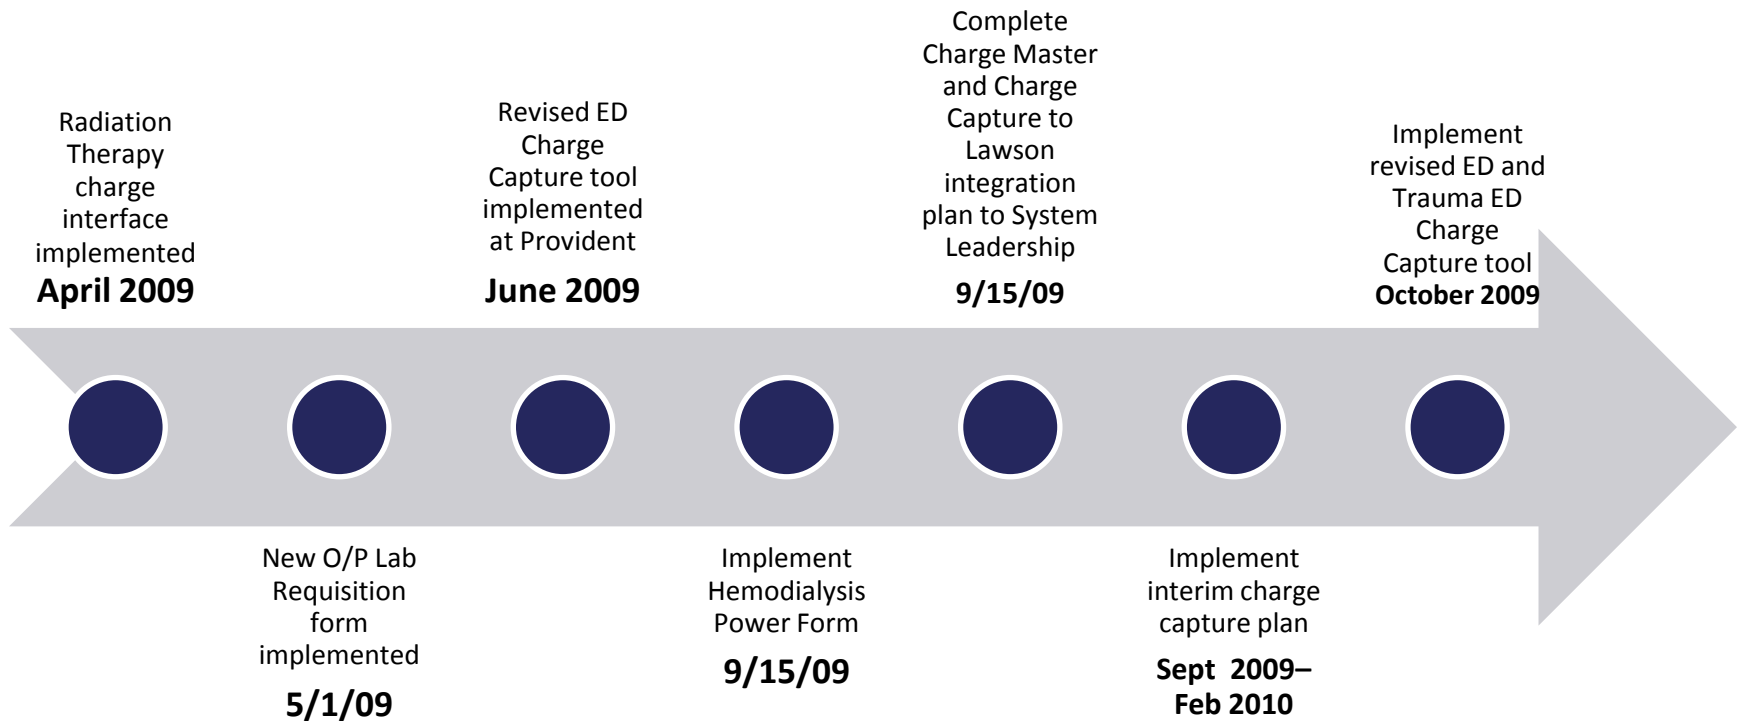 Radiation
Therapy
charge
interface
implemented
April 2009
New O/P Lab
Requisition
form
implemented
5/1/09
Revised ED
Charge
Capture tool
implemented
at Provident
June 2009
Implement
Hemodialysis
Power Form
9/15/09
Complete
Charge Master
and Charge
Capture to
Lawson
integration
plan to System
Leadership
9/15/09
Implement
interim charge
capture plan
Sept  2009–
Feb 2010
Implement
revised ED and
Trauma ED
Charge
Capture tool
October 2009